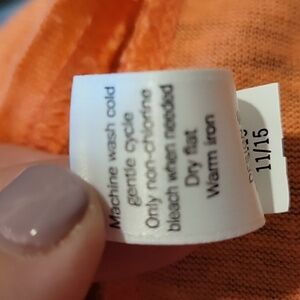 Machine wash cold
gentle cycle
Only non-chlorine
bleach when needed
Dry flat
Warm iron
11/15